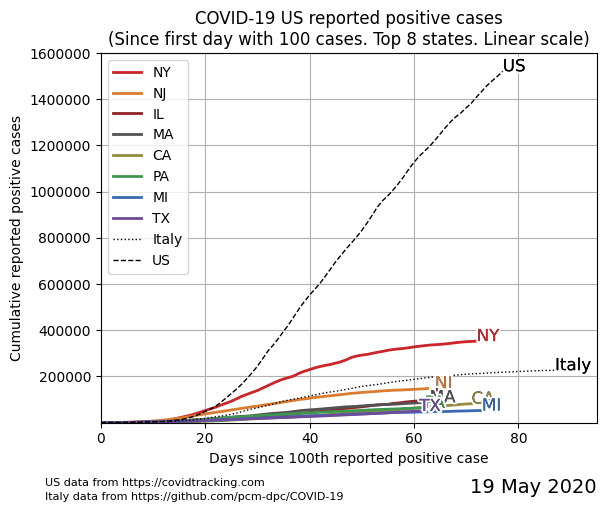 COVID-19 US reported positive cases
(Since first day with 100 cases. Top 8 states. Linear scale)
Cumulative reported positive cases
1600000
1400000
1200000
1000000
800000
600000
400000
200000
0
NY
NJ
IL
MA
CA
PA
MI
TX
Italy
US
US
NY
Italy
NJ
MA
CA
TX
MI
0 20 40 60 80
Days since 100th reported positive case
US data from https://covidtracking.com
Italy data from https://github.com/pcm-dpc/COVID-19
19 May 2020